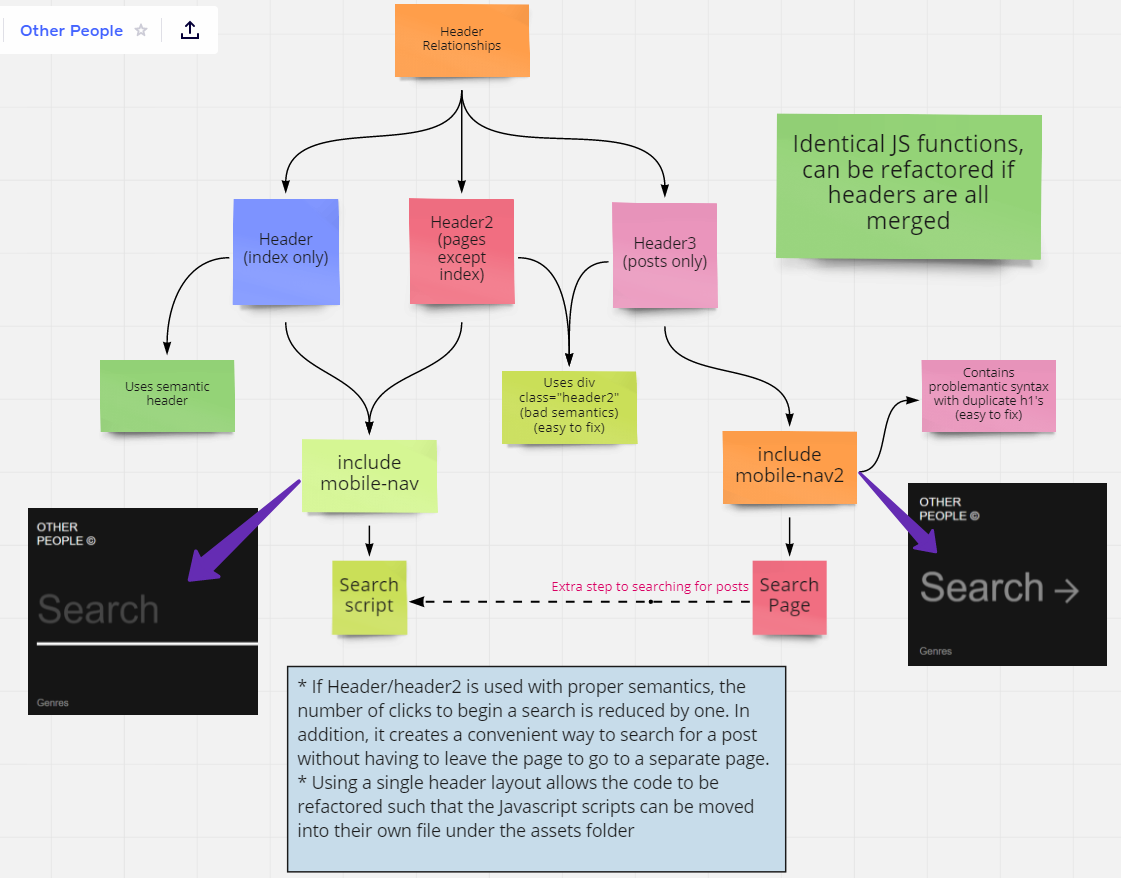 Other People
Header
Relationships
Identical JS functions,
can be refactored if
headers are all
merged
Header
(index only)
Header2
(pages
except
index)
Header3
(posts only)
Uses semantic
header
Uses div
class="header2"
(bad semantics)
(easy to fix)
Contains
problemantic syntax
with duplicate h1's
(easy to fix)
include
mobile-nav
include
mobile-nav2
OTHER
PEOPLE ©
Search
Genres
Search
script
Extra step to searching for posts
Search
Page
OTHER
PEOPLE ©
Search →
Genres
* If Header/header2 is used with proper semantics, the
number of clicks to begin a search is reduced by one. In
addition, it creates a convenient way to search for a post
without having to leave the page to go to a separate page.
* Using a single header layout allows the code to be
refactored such that the Javascript scripts can be moved
into their own file under the assets folder